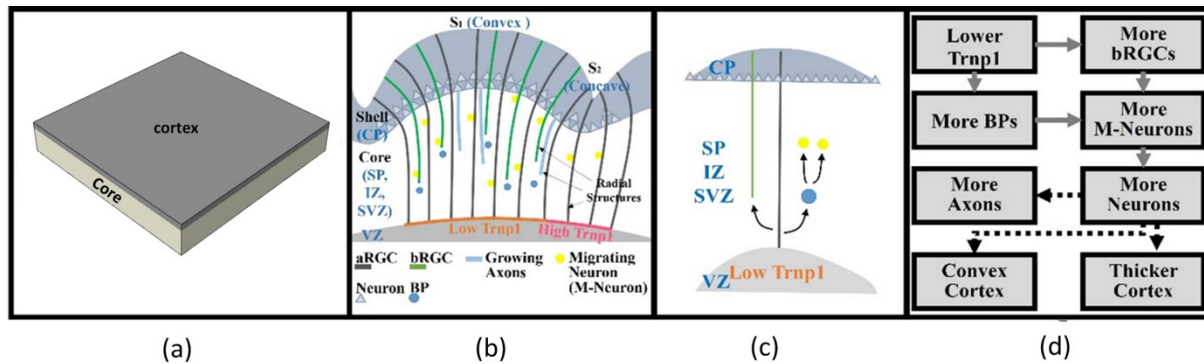 cortex
Core
(a)
S1 (Convex )
S2
(Concave)
Shell
(CP)
Core
(SP,
IZ,
SVZ)
VZ
Radial
Structures
Low Trnp1
High Trnp1
aRGC
bRGC
Growing
Axons
Migrating
Neuron
(M-Neuron)
Neuron
BP
(b)
CP
SP
IZ
SVZ
VZ
Low Trnp1
(c)
Lower
Trnp1
More
bRGCs
More BPs
More
M-Neurons
More
Axons
More
Neurons
Convex
Cortex
Thicker
Cortex
(d)